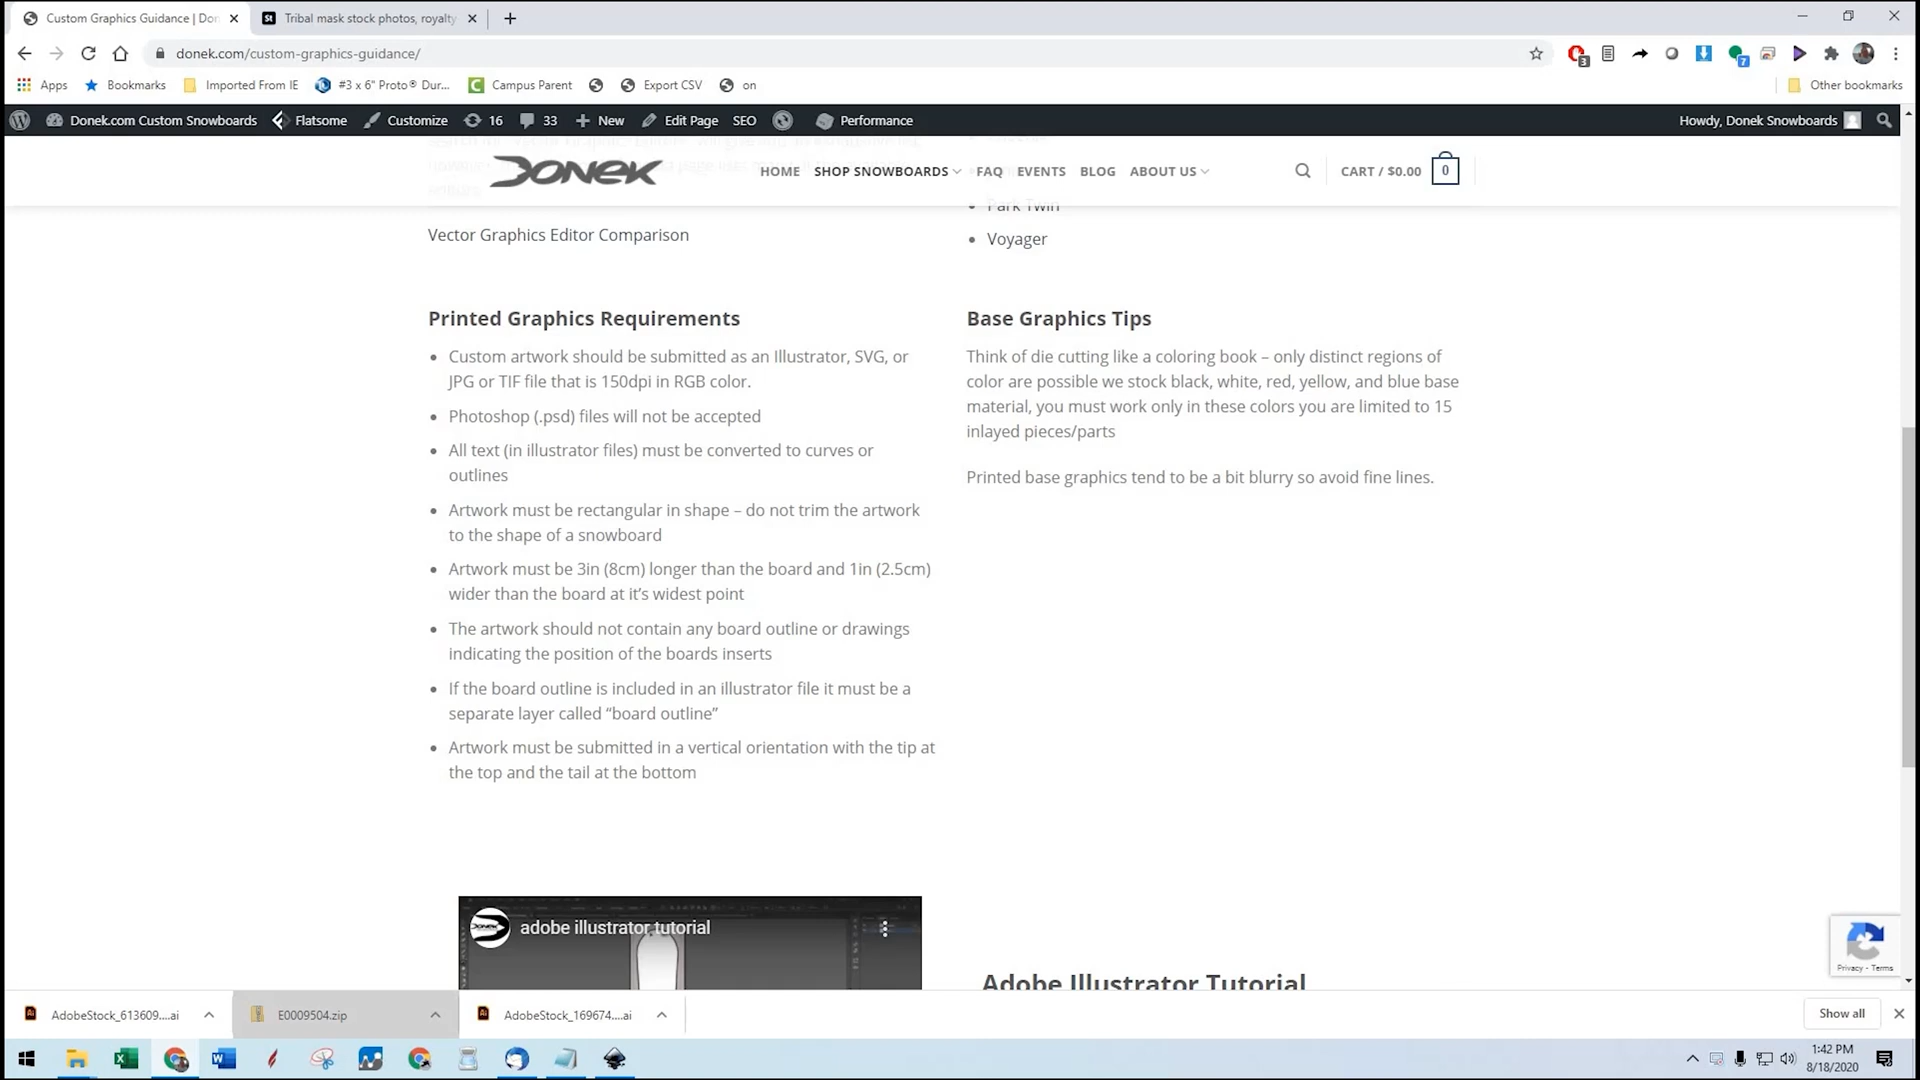 Custom Graphics Guidance | Don
Tribal mask stock photos, royalty
donek.com/custom-graphics-guidance/
3
7
Apps
Bookmarks
Imported From IE
#3 x 6" Proto® Dur...
Campus Parent
Export CSV
on
Other bookmarks
Donek.com Custom Snowboards
Flatsome
Customize
16
33
New
Edit Page
SEO
Performance
Howdy, Donek Snowboards
DONEK
HOME
SHOP SNOWBOARDS
FAQ
EVENTS
BLOG
ABOUT US
CART / $0.00
0
Vector Graphics Editor Comparison
Park Twin
Voyager
Printed Graphics Requirements
Custom artwork should be submitted as an Illustrator, SVG, or
JPG or TIF file that is 150dpi in RGB color.
Photoshop (.psd) files will not be accepted
All text (in illustrator files) must be converted to curves or
outlines
Artwork must be rectangular in shape – do not trim the artwork
to the shape of a snowboard
Artwork must be 3in (8cm) longer than the board and 1in (2.5cm)
wider than the board at it’s widest point
The artwork should not contain any board outline or drawings
indicating the position of the boards inserts
If the board outline is included in an illustrator file it must be a
separate layer called “board outline”
Artwork must be submitted in a vertical orientation with the tip at
the top and the tail at the bottom
Base Graphics Tips
Think of die cutting like a coloring book – only distinct regions of
color are possible we stock black, white, red, yellow, and blue base
material, you must work only in these colors you are limited to 15
inlayed pieces/parts
Printed base graphics tend to be a bit blurry so avoid fine lines.
adobe illustrator tutorial
Adobe Illustrator Tutorial
Privacy - Terms
AdobeStock_613609....ai
E0009504.zip
AdobeStock_169674....ai
Show all
1:42 PM
8/18/2020